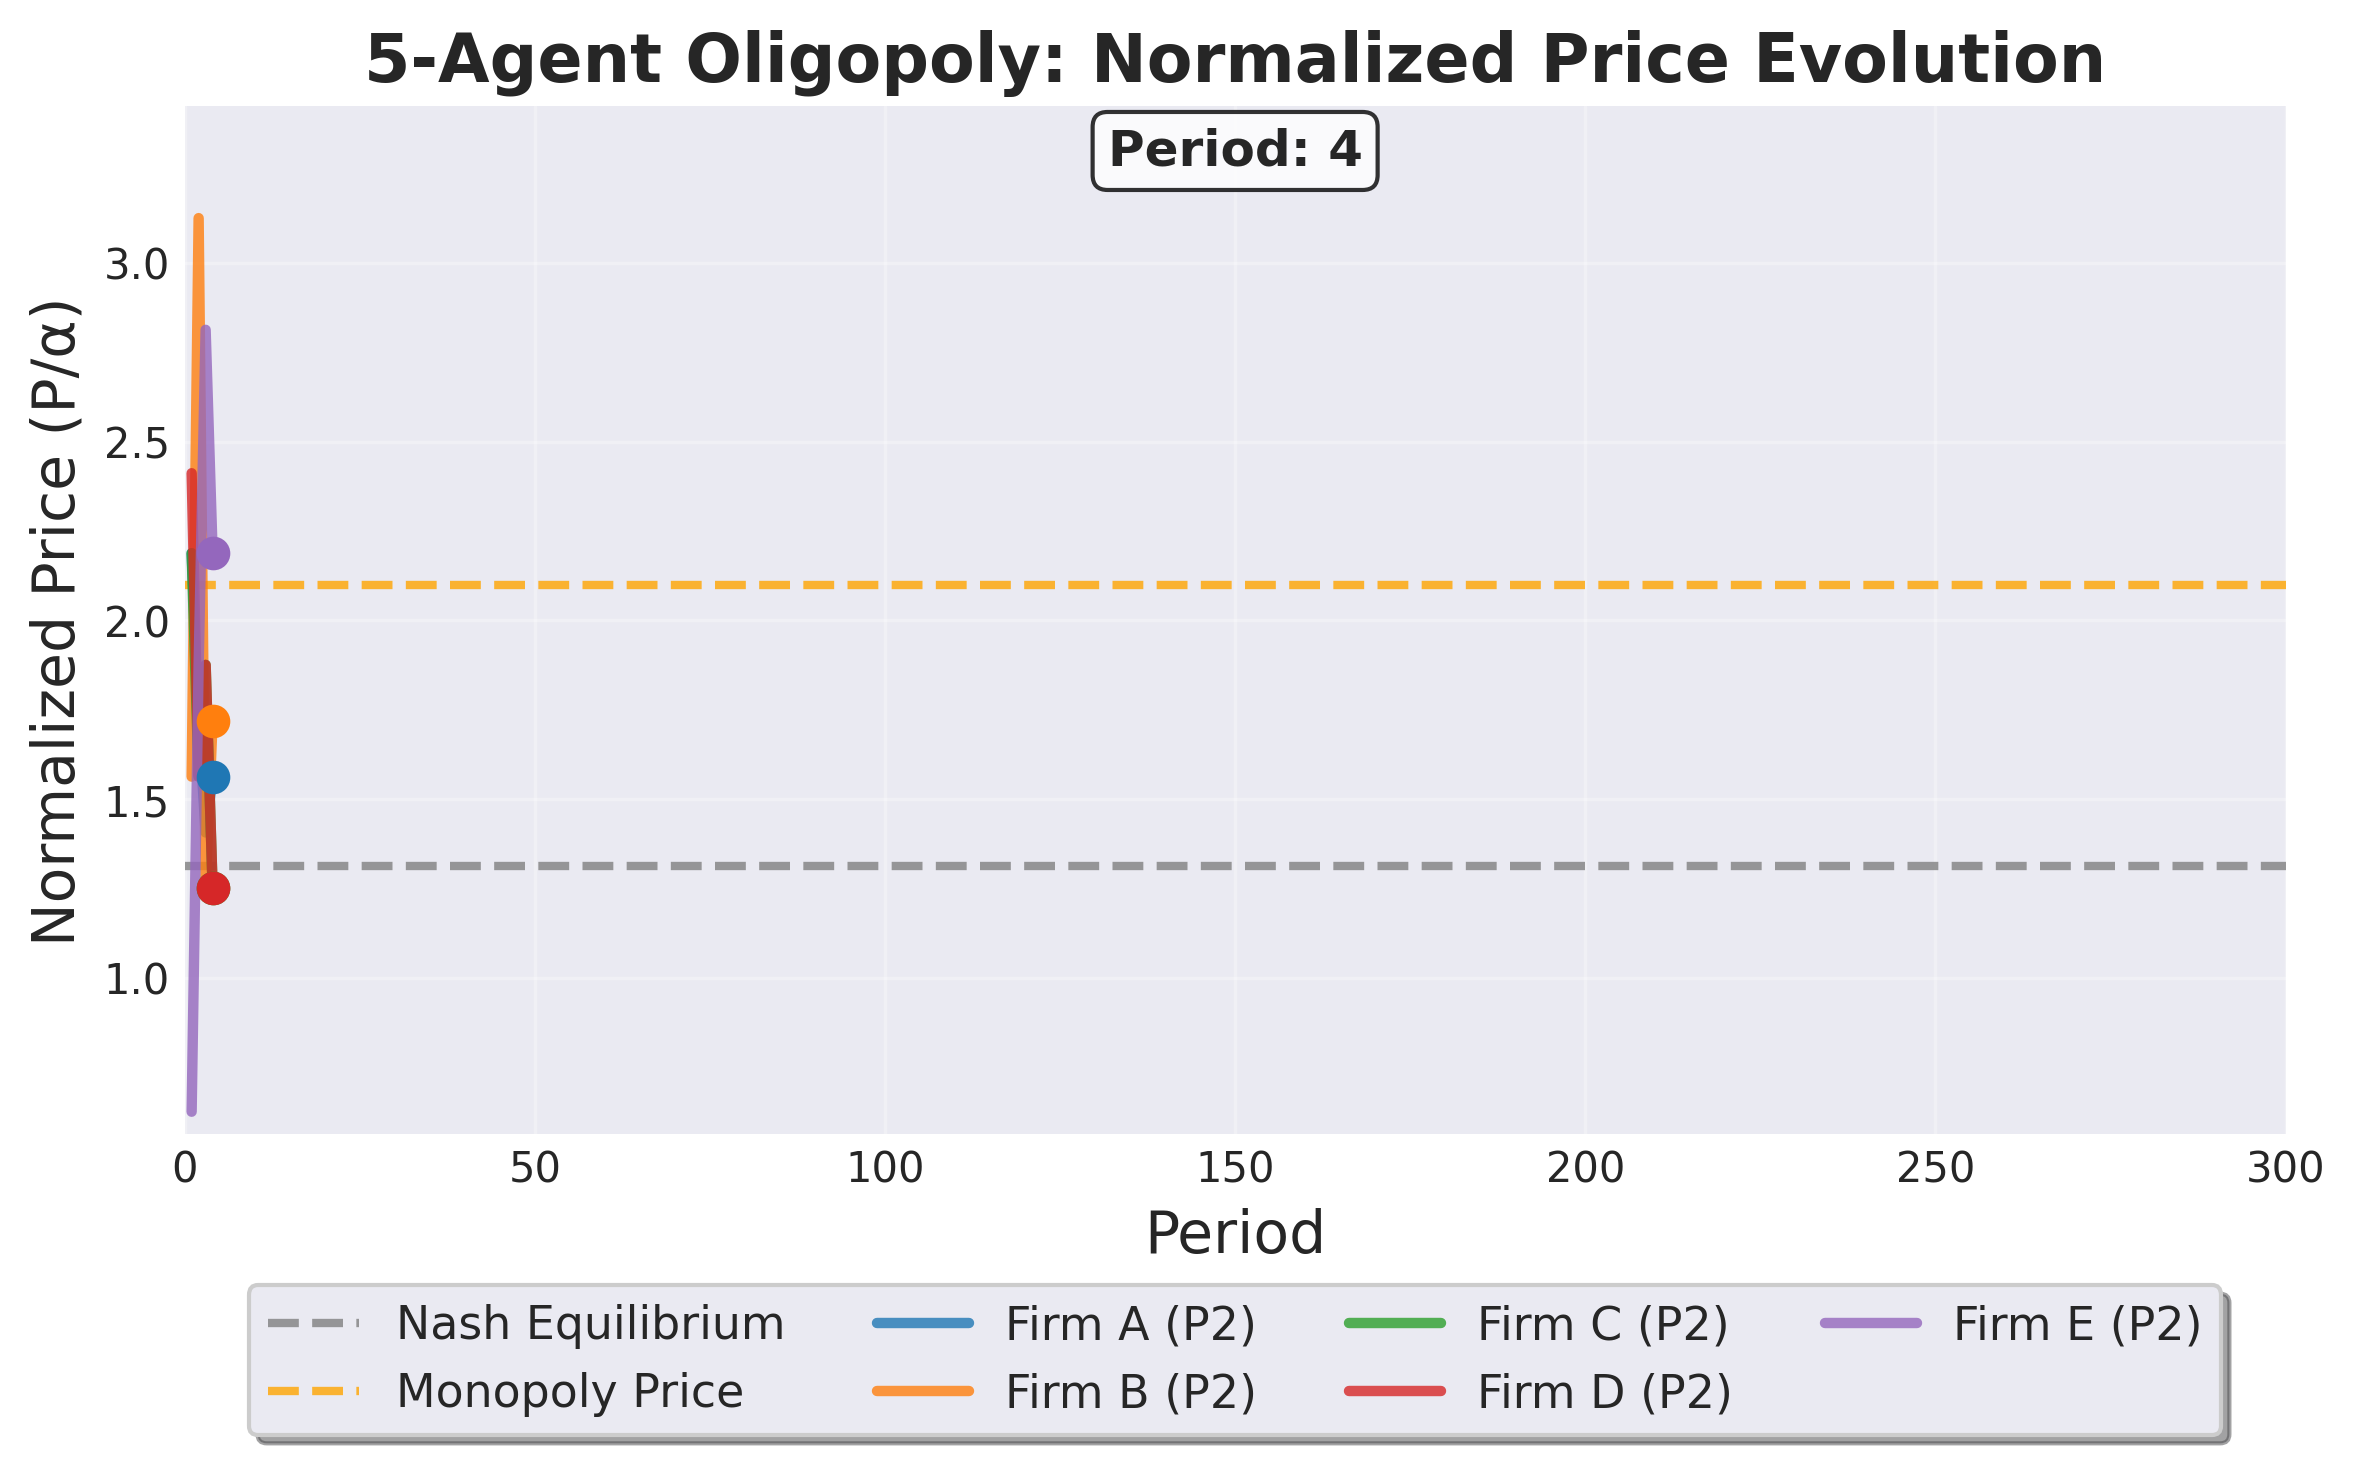 5-Agent Oligopoly: Normalized Price Evolution
Period: 4
Normalized Price (P/α)
3.0
2.5
2.0
1.5
1.0
0 50 100 150 200 250 300
Period
Nash Equilibrium Firm A (P2) Firm C (P2) Firm E (P2)
Monopoly Price Firm B (P2) Firm D (P2)